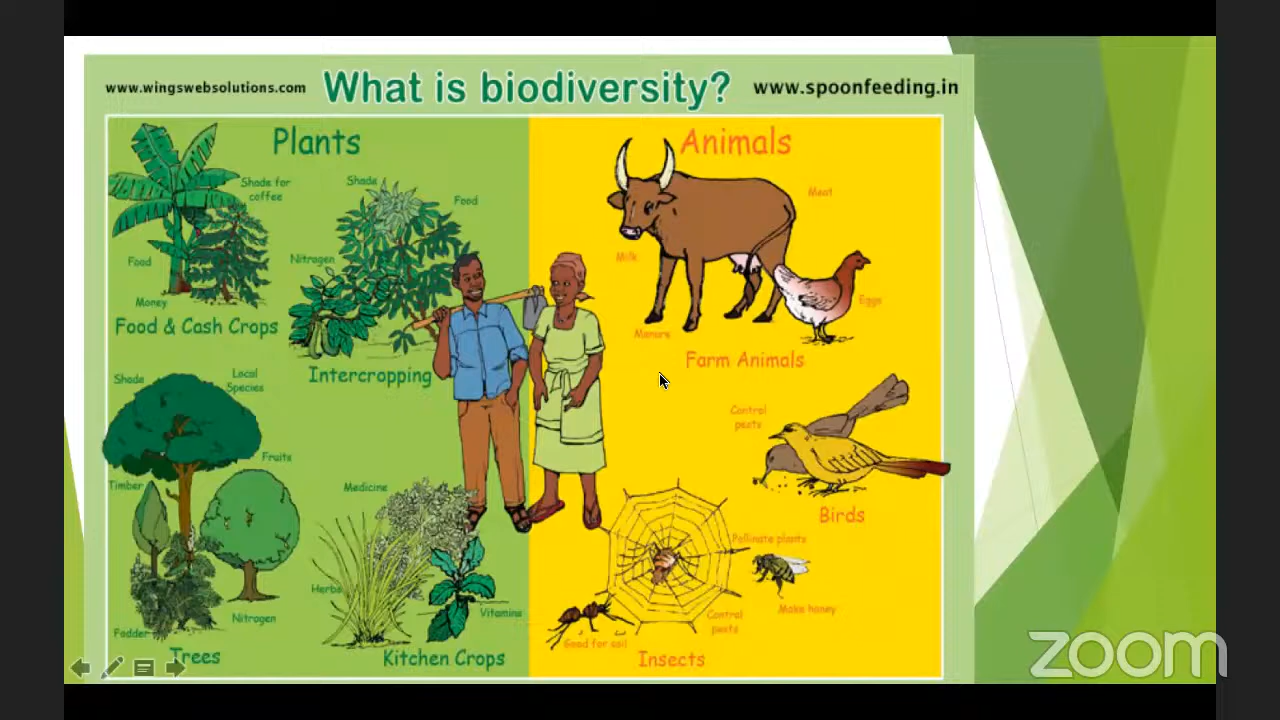 www.wingswebsolutions.com What is biodiversity? www.spoonfeeding.in
Plants
Shade for
coffee
Food
Money
Food & Cash Crops
Shade
Food
Nitrogen
Intercropping
Shade
Local
Species
Fruits
Timber
Nitrogen
Fodder
Trees
Medicine
Herbs
Vitamins
Kitchen Crops
Animals
Meat
Milk
Eggs
Manure
Farm Animals
Control
pests
Birds
Pollinate plants
Make honey
Control
pests
Good for soil
Insects
zoom